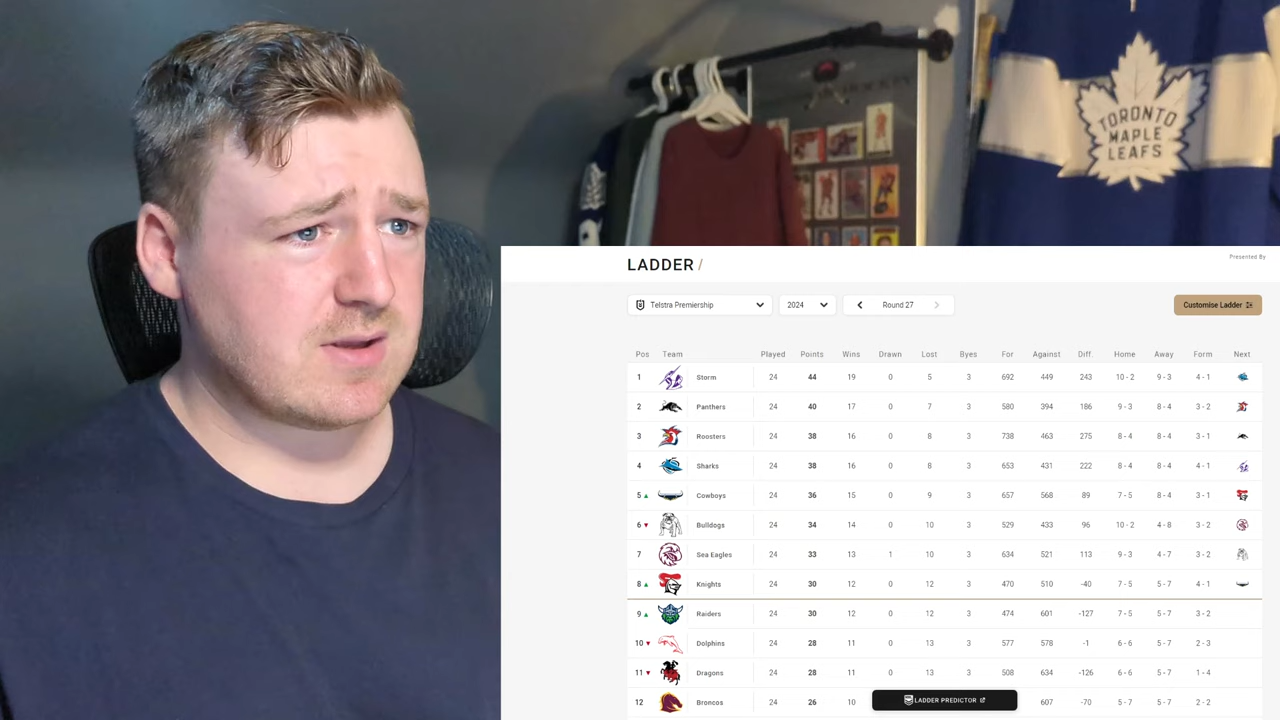 TORONTO
MAPLE
LEAFS
LADDER /
Presented By
Telstra Premiership
2024
Round 27
Customise Ladder
Pos Team Played Points Wins Drawn Lost Byes For Against Diff. Home Away Form Next
1 Storm 24 44 19 0 5 3 692 449 243 10 - 2 9 - 3 4 - 1
2 Panthers 24 40 17 0 7 3 580 394 186 9 - 3 8 - 4 3 - 2
3 Roosters 24 38 16 0 8 3 738 463 275 8 - 4 8 - 4 3 - 1
4 Sharks 24 38 16 0 8 3 653 431 222 8 - 4 8 - 4 4 - 1
5 Cowboys 24 36 15 0 9 3 657 568 89 7 - 5 8 - 4 3 - 1
6 Bulldogs 24 34 14 0 10 3 529 433 96 10 - 2 4 - 8 3 - 2
7 Sea Eagles 24 33 13 1 10 3 634 521 113 9 - 3 4 - 7 3 - 2
8 Knights 24 30 12 0 12 3 470 510 -40 7 - 5 5 - 7 4 - 1
9 Raiders 24 30 12 0 12 3 474 601 -127 7 - 5 5 - 7 3 - 2
10 Dolphins 24 28 11 0 13 3 577 578 -1 6 - 6 5 - 7 2 - 3
11 Dragons 24 28 11 0 13 3 508 634 -126 6 - 6 5 - 7 1 - 4
12 Broncos 24 26 10 607 -70 5 - 7 5 - 7 2 - 2
LADDER PREDICTOR